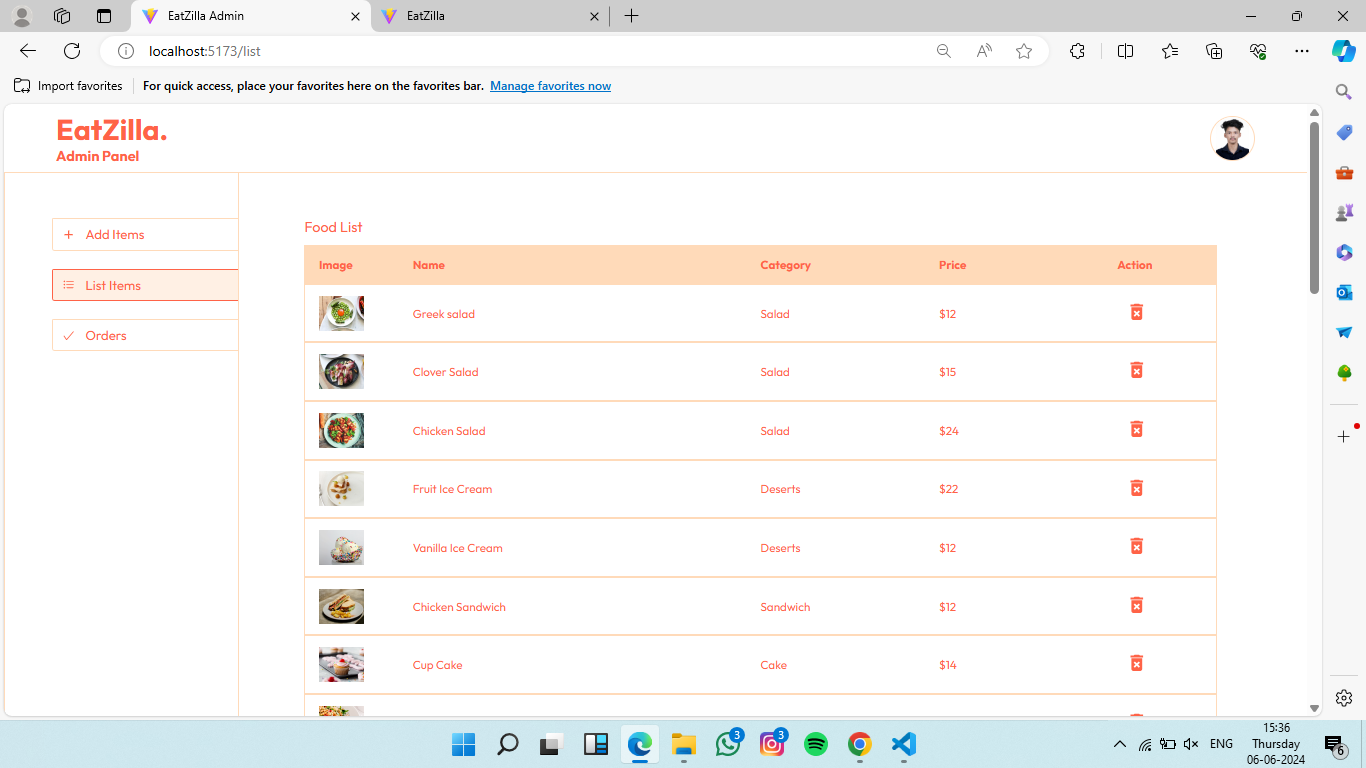 EatZilla Admin
EatZilla
localhost:5173/list
Import favorites
For quick access, place your favorites here on the favorites bar. Manage favorites now
EatZilla.
Admin Panel
Add Items
List Items
Orders
Food List
Image Name Category Price Action
Greek salad Salad $12
Clover Salad Salad $15
Chicken Salad Salad $24
Fruit Ice Cream Deserts $22
Vanilla Ice Cream Deserts $12
Chicken Sandwich Sandwich $12
Cup Cake Cake $14
3
3
ENG
15:36
Thursday
06-06-2024
6